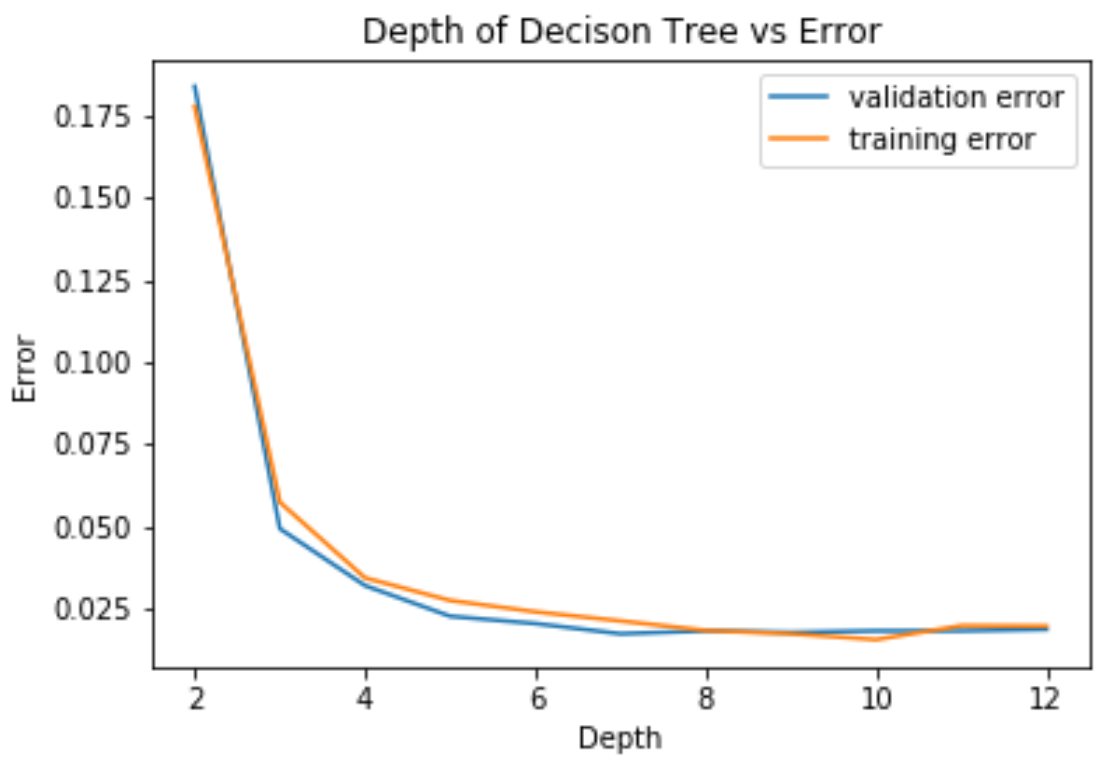 Depth of Decison Tree vs Error
validation error
training error
0.175
0.150
0.125
0.100
0.075
0.050
0.025
Error
2 4 6 8 10 12
Depth